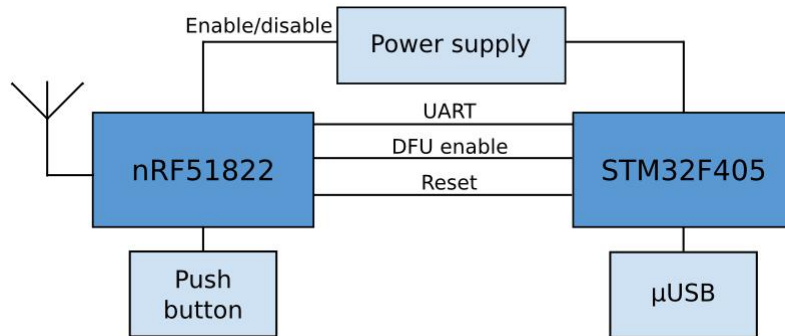 Enable/disable
Power supply
UART
nRF51822
DFU enable
STM32F405
Reset
Push
button
µUSB